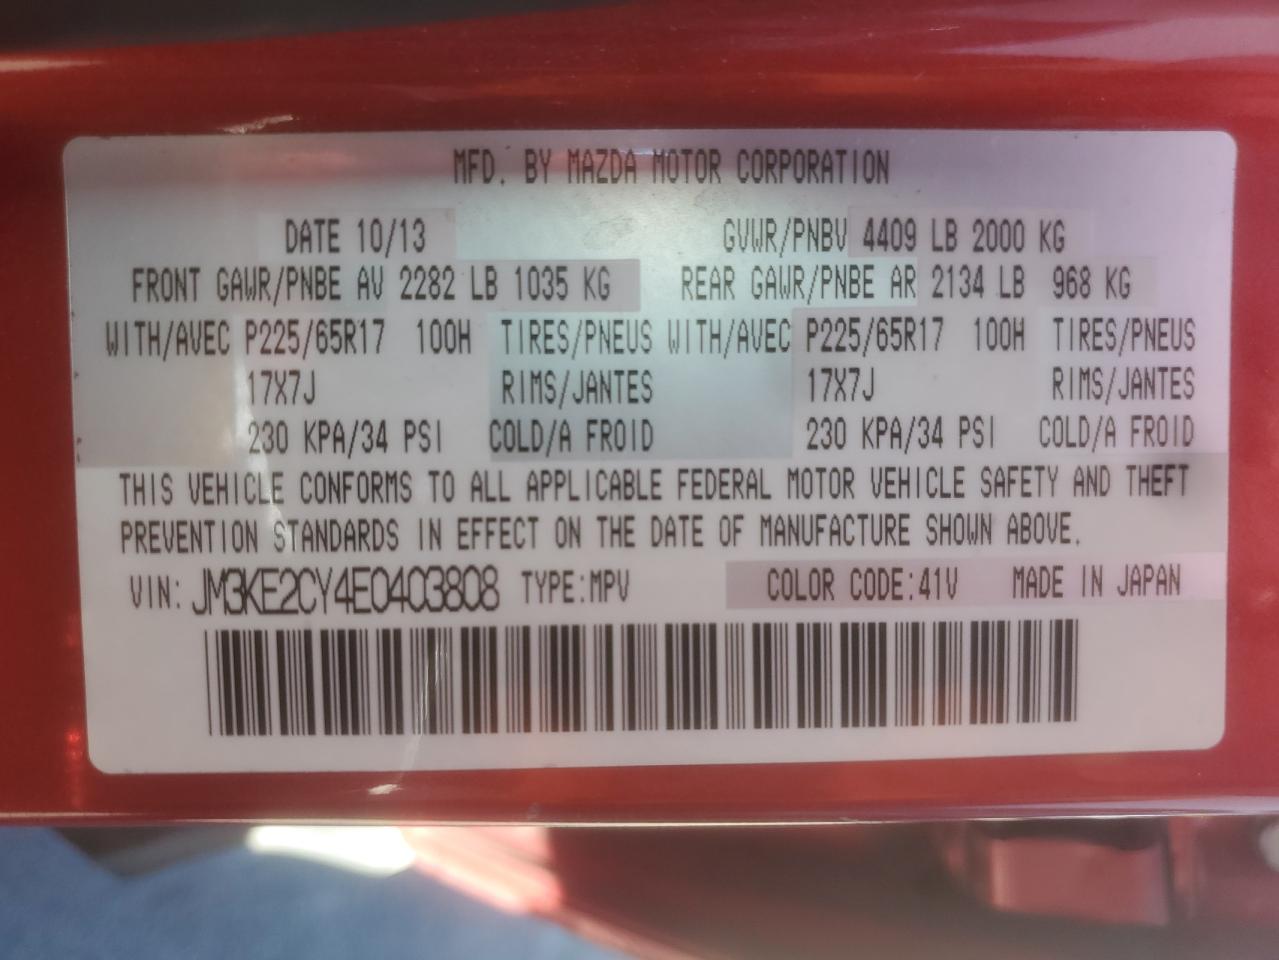 MFD. BY MAZDA MOTOR CORPORATION
DATE 10/13 GVWR/PNBV 4409 LB 2000 KG
FRONT GAWR/PNBE AV 2282 LB 1035 KG REAR GAWR/PNBE AR 2134 LB 968 KG
WITH/AVEC P225/65R17 100H TIRES/PNEUS WITH/AVEC P225/65R17 100H TIRES/PNEUS
17X7J RIMS/JANTES 17X7J RIMS/JANTES
230 KPA/34 PSI COLD/A FROID 230 KPA/34 PSI COLD/A FROID
THIS VEHICLE CONFORMS TO ALL APPLICABLE FEDERAL MOTOR VEHICLE SAFETY AND THEFT
PREVENTION STANDARDS IN EFFECT ON THE DATE OF MANUFACTURE SHOWN ABOVE.
VIN: JM3KE2CY4E0403808 TYPE:MPV COLOR CODE:41V MADE IN JAPAN